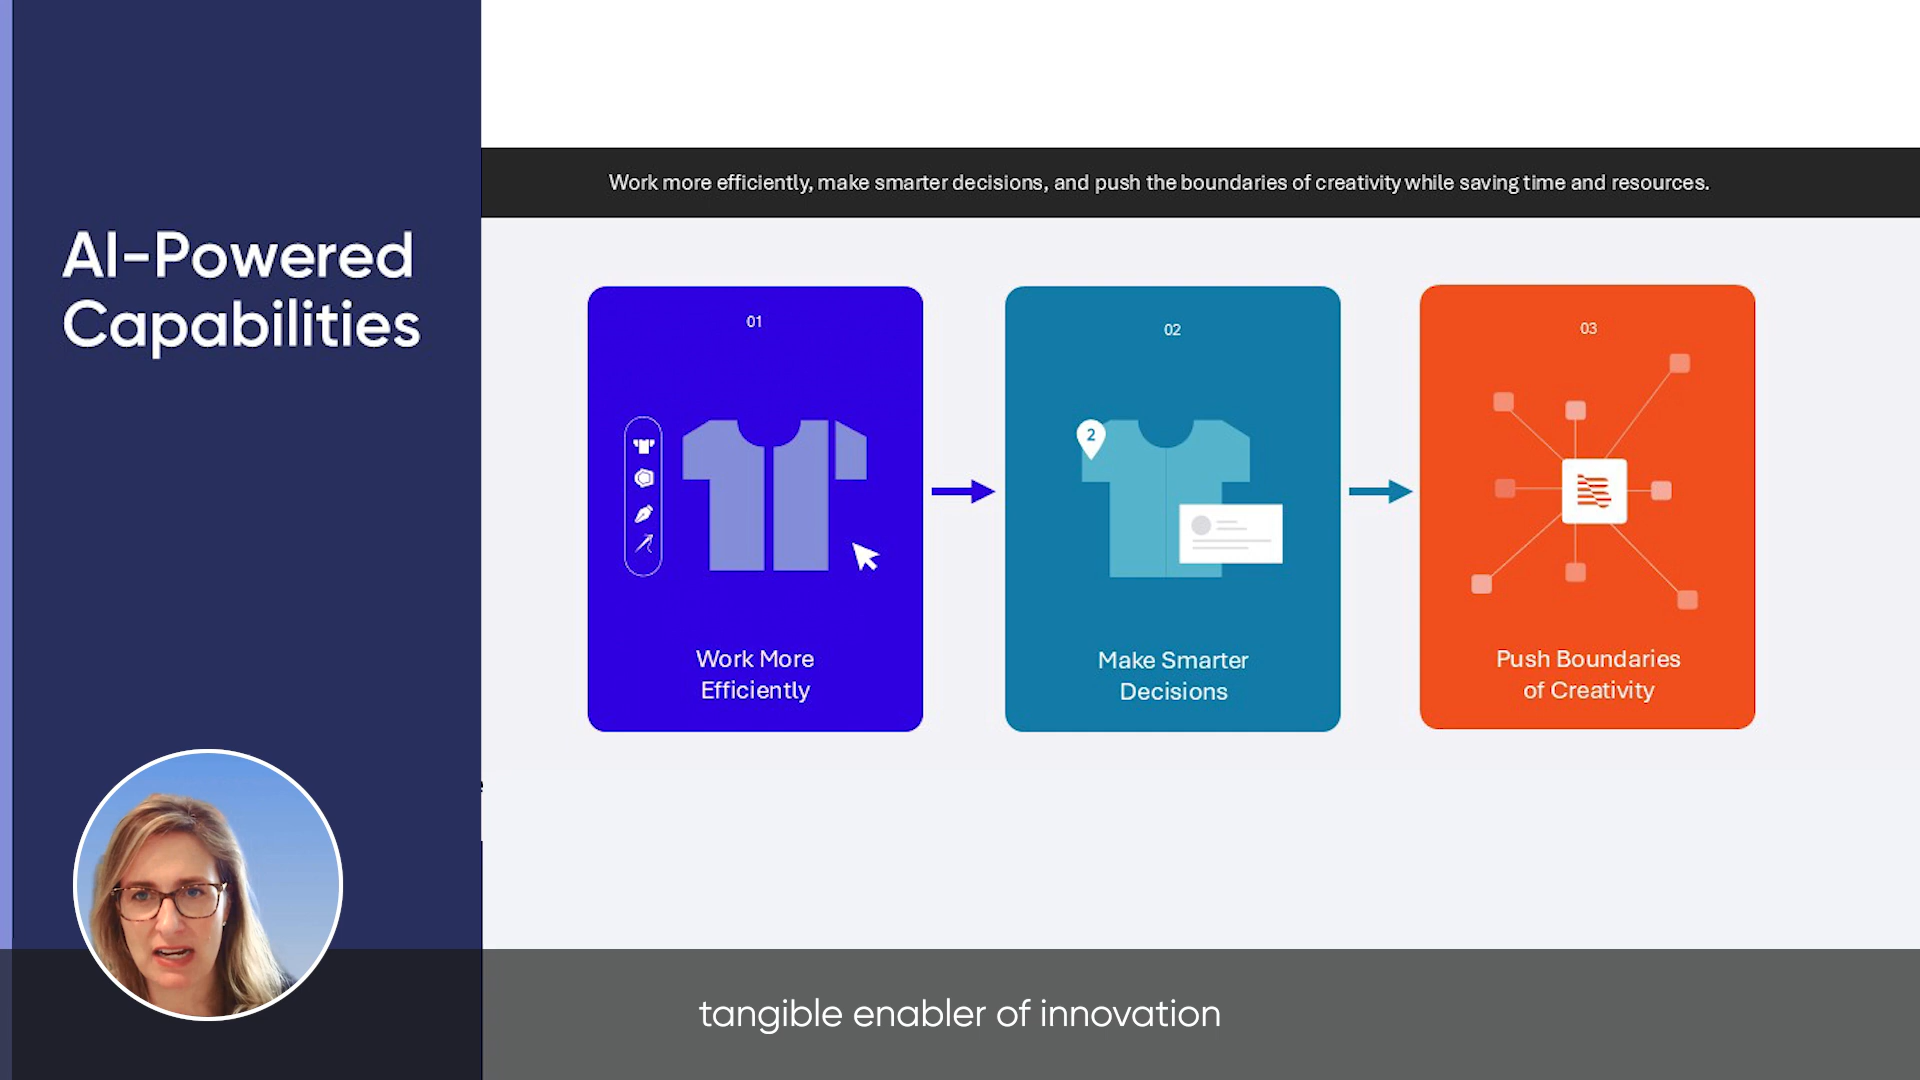 AI-Powered
Capabilities
Work more efficiently, make smarter decisions, and push the boundaries of creativity while saving time and resources.
01
Work More
Efficiently
02
2
Make Smarter
Decisions
03
Push Boundaries
of Creativity
tangible enabler of innovation